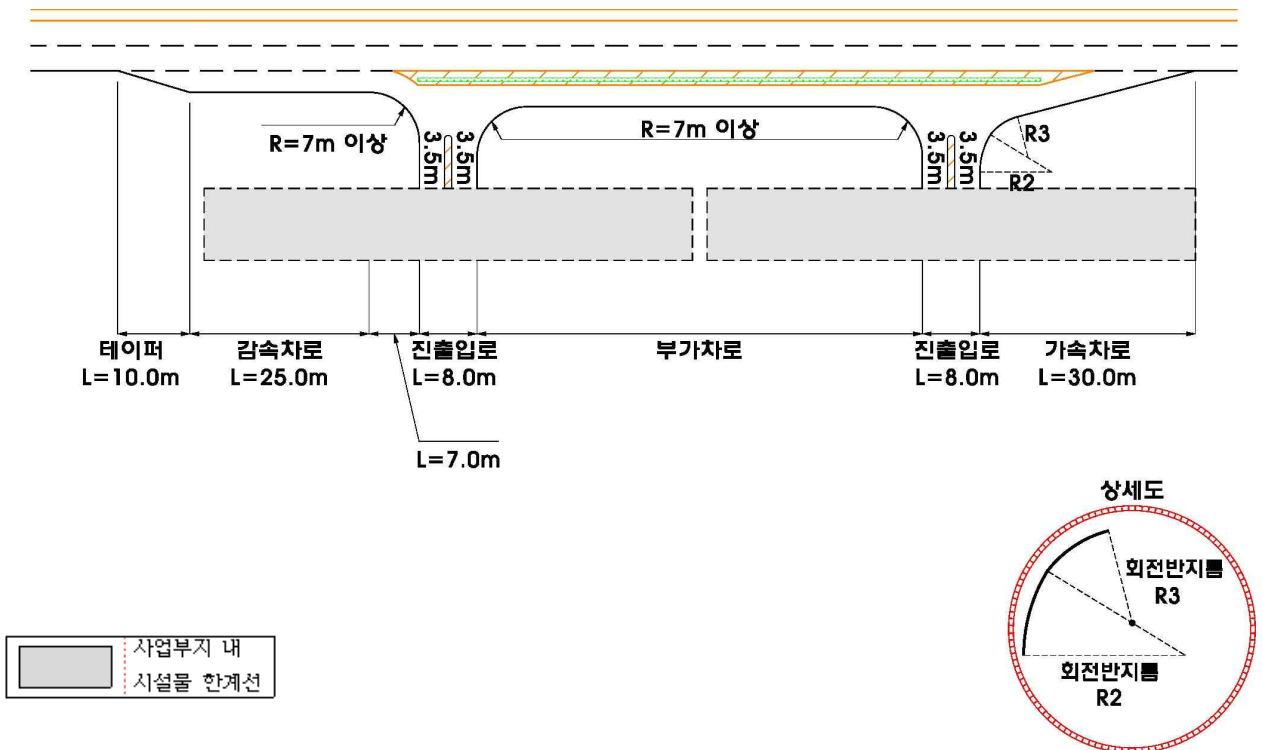 R=7m 이상
3.5m
3.5m
R=7m 이상
3.5m
3.5m
R3
R2
테이퍼
L=10.0m
감속차로
L=25.0m
진출입로
L=8.0m
부가차로
진출입로
L=8.0m
가속차로
L=30.0m
L=7.0m
상세도
회전반지름
R3
회전반지름
R2
사업부지 내
시설물 한계선